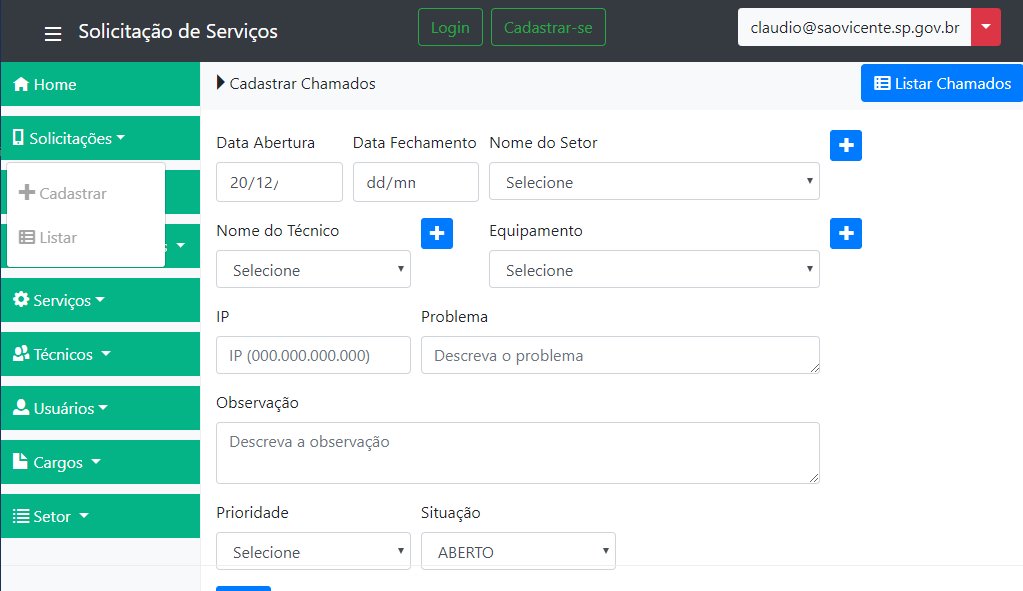 Solicitação de Serviços
Login
Cadastrar-se
claudio@saovicente.sp.gov.br
Home
Cadastrar Chamados
Listar Chamados
Solicitações
Cadastrar
Listar
Serviços
Técnicos
Usuários
Cargos
Setor
Data Abertura
Data Fechamento
Nome do Setor
20/12/
dd/mn
Selecione
Nome do Técnico
Equipamento
Selecione
Selecione
IP
Problema
IP (000.000.000.000)
Descreva o problema
Observação
Descreva a observação
Prioridade
Situação
Selecione
ABERTO